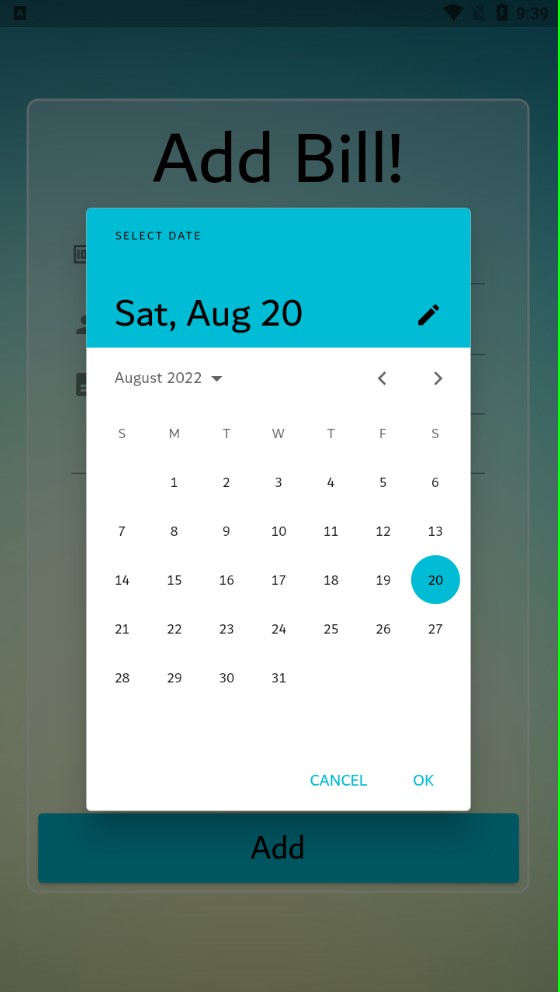 9:39
Add Bill!
SELECT DATE
Sat, Aug 20
August 2022
S M T W T F S
1 2 3 4 5 6
7 8 9 10 11 12 13
14 15 16 17 18 19 20
21 22 23 24 25 26 27
28 29 30 31
CANCEL OK
Add